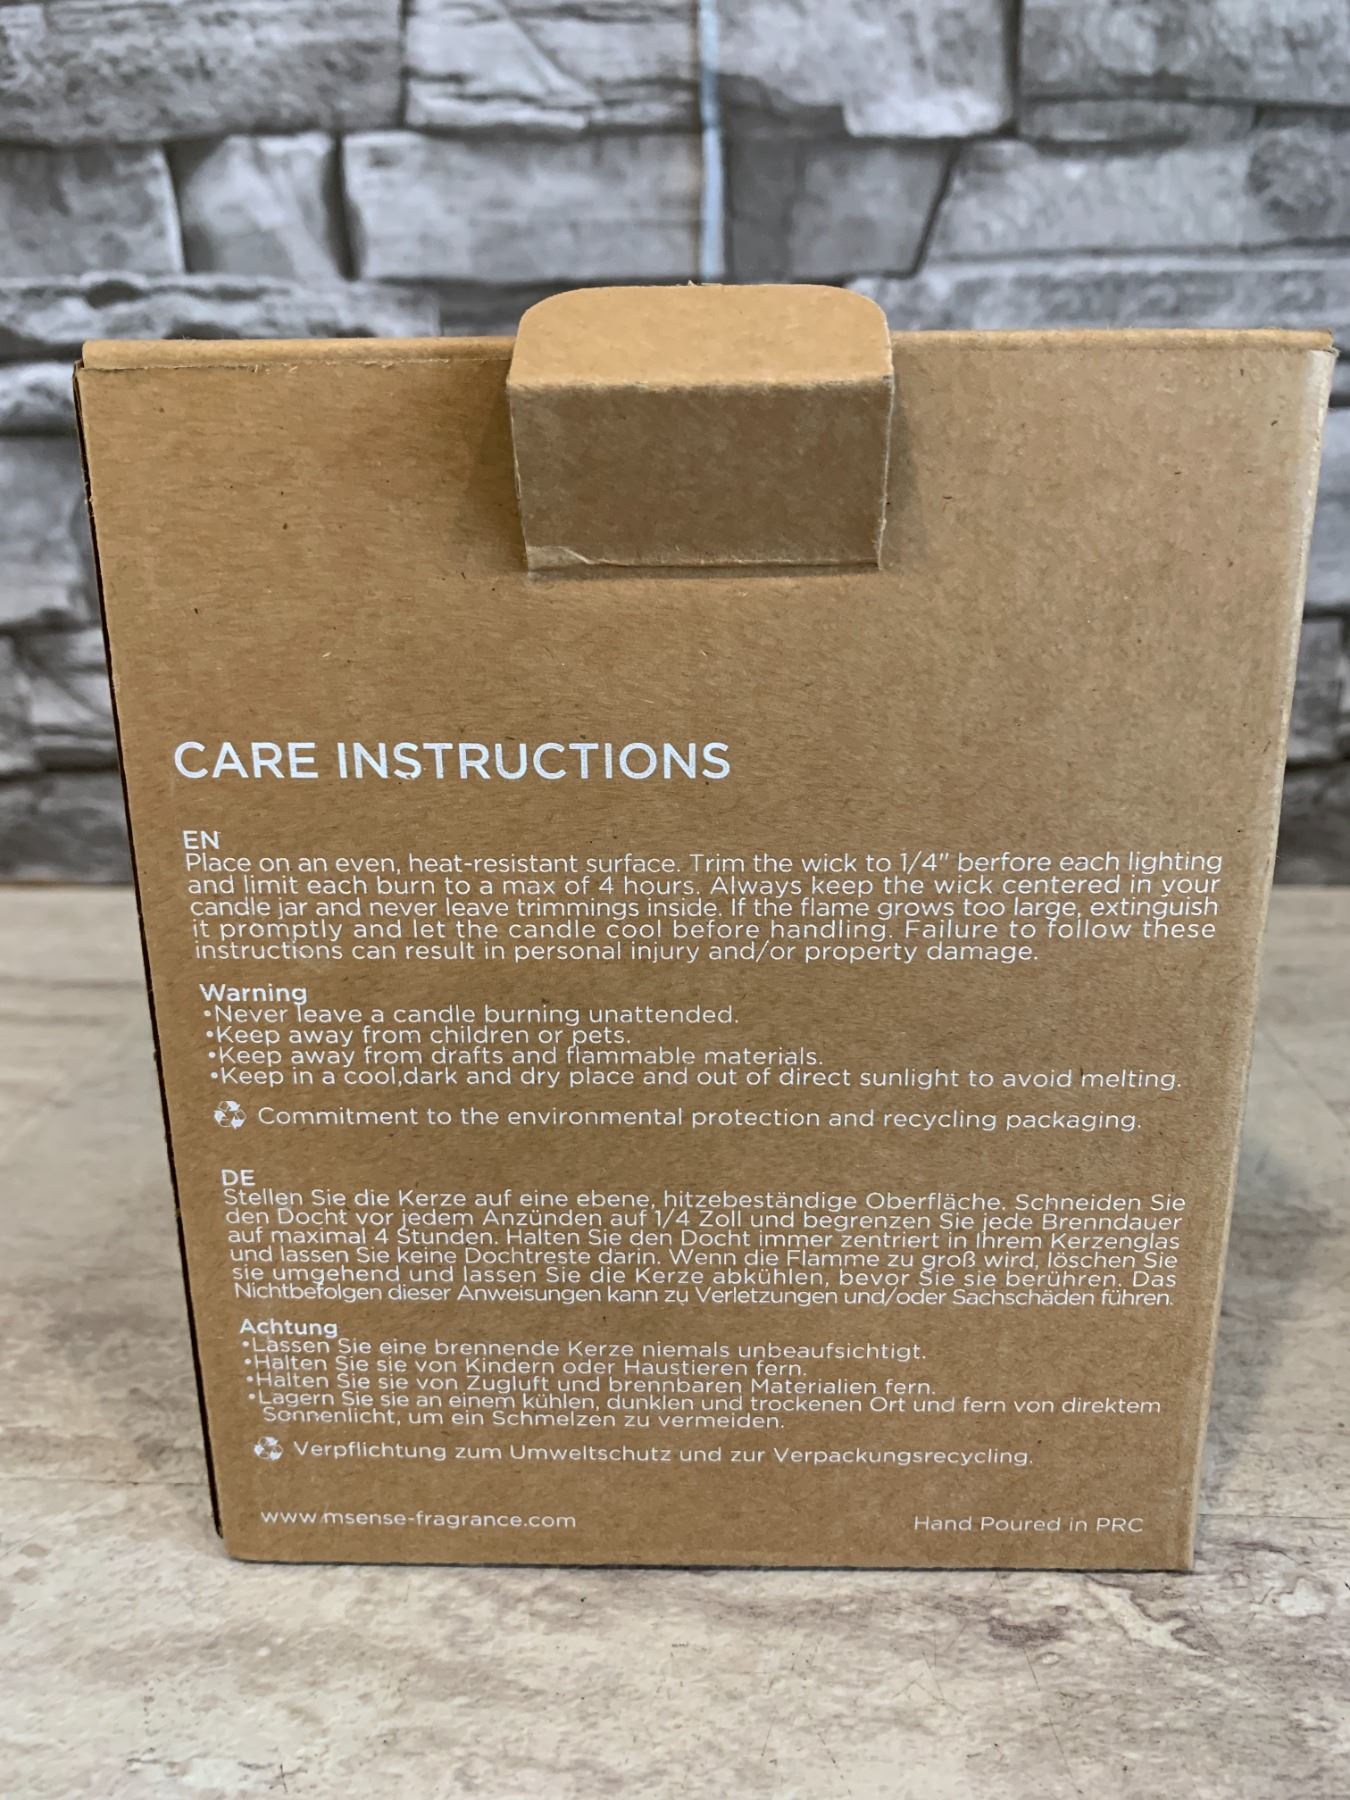 CARE INSTRUCTIONS
EN
Place on an even, heat-resistant surface. Trim the wick to 1/4" berfore each lighting
and limit each burn to a max of 4 hours. Always keep the wick centered in your
candle jar and never leave trimmings inside. If the flame grows too large, extinguish
it promptly and let the candle cool before handling. Failure to follow these
instructions can result in personal injury and/or property damage.
Warning
•Never leave a candle burning unattended.
•Keep away from children or pets.
•Keep away from drafts and flammable materials.
•Keep in a cool,dark and dry place and out of direct sunlight to avoid melting.
Commitment to the environmental protection and recycling packaging.
DE
Stellen Sie die Kerze auf eine ebene, hitzebeständige Oberfläche. Schneiden Sie
den Docht vor jedem Anzünden auf 1/4 Zoll und begrenzen Sie jede Brenndauer
auf maximal 4 Stunden. Halten Sie den Docht immer zentriert in Ihrem Kerzenglas
und lassen Sie keine Dochtreste darin. Wenn die Flamme zu groß wird, löschen Sie
sie umgehend und lassen Sie die Kerze abkühlen, bevor Sie sie berühren. Das
Nichtbefolgen dieser Anweisungen kann zu Verletzungen und/oder Sachschäden führen.
Achtung
•Lassen Sie eine brennende Kerze niemals unbeaufsichtigt.
•Halten Sie sie von Kindern oder Haustieren fern.
•Halten Sie sie von Zugluft und brennbaren Materialien fern.
•Lagern Sie sie an einem kühlen, dunklen und trockenen Ort und fern von direktem
Sonnenlicht, um ein Schmelzen zu vermeiden.
Verpflichtung zum Umweltschutz und zur Verpackungsrecycling.
www.msense-fragrance.com
Hand Poured in PRC